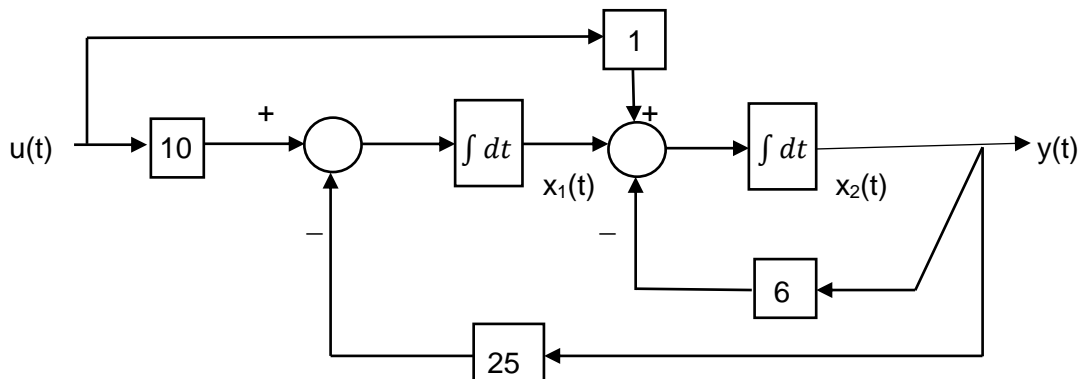 1
+
+
u(t)
10
∫ dt
∫ dt
y(t)
x₁(t)
x₂(t)
–
–
6
25